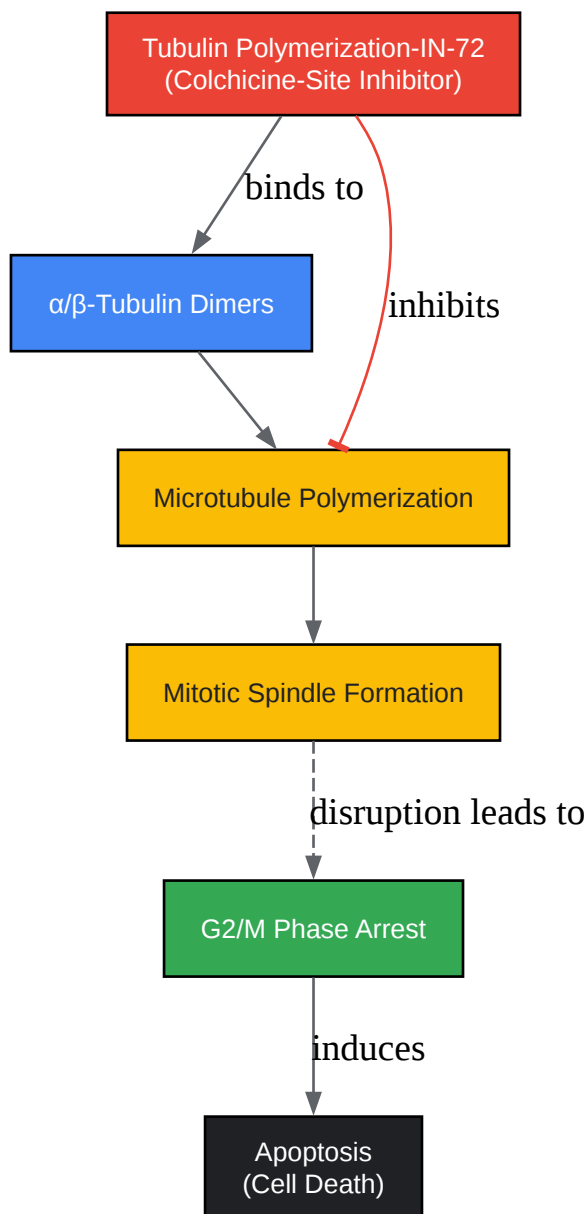 Tubulin Polymerization-IN-72
(Colchicine-Site Inhibitor)
binds to
α/β-Tubulin Dimers
inhibits
Microtubule Polymerization
Mitotic Spindle Formation
disruption leads to
G2/M Phase Arrest
induces
Apoptosis
(Cell Death)